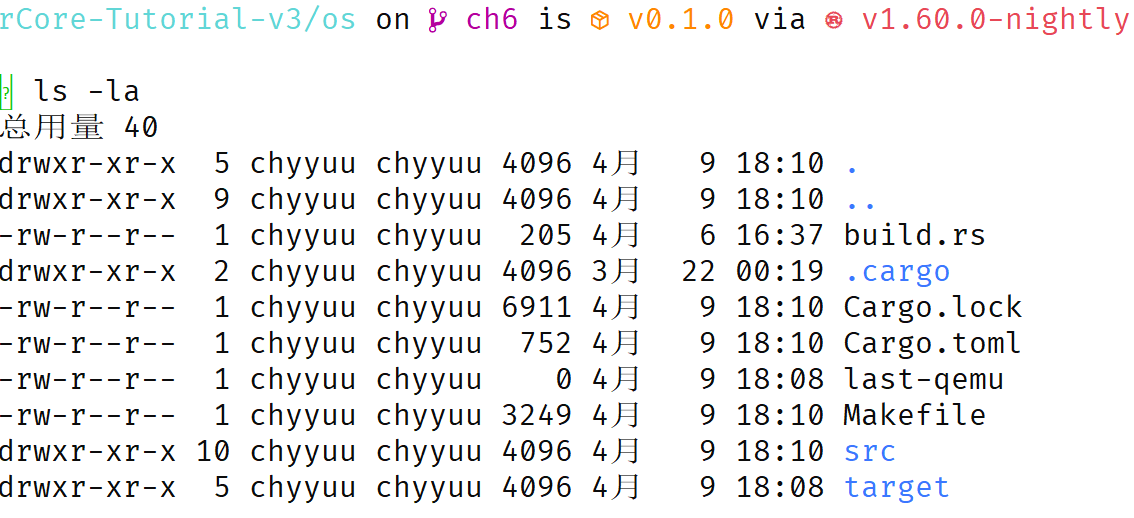 rCore-Tutorial-v3/os on ch6 is v0.1.0 via v1.60.0-nightly
ls -la
总用量 40
drwxr-xr-x  5 chyyuu chyyuu 4096 4月   9 18:10 .
drwxr-xr-x  9 chyyuu chyyuu 4096 4月   9 18:10 ..
-rw-r--r--  1 chyyuu chyyuu  205 4月   6 16:37 build.rs
drwxr-xr-x  2 chyyuu chyyuu 4096 3月  22 00:19 .cargo
-rw-r--r--  1 chyyuu chyyuu 6911 4月   9 18:10 Cargo.lock
-rw-r--r--  1 chyyuu chyyuu  752 4月   9 18:10 Cargo.toml
-rw-r--r--  1 chyyuu chyyuu    0 4月   9 18:08 last-qemu
-rw-r--r--  1 chyyuu chyyuu 3249 4月   9 18:10 Makefile
drwxr-xr-x 10 chyyuu chyyuu 4096 4月   9 18:10 src
drwxr-xr-x  5 chyyuu chyyuu 4096 4月   9 18:08 target